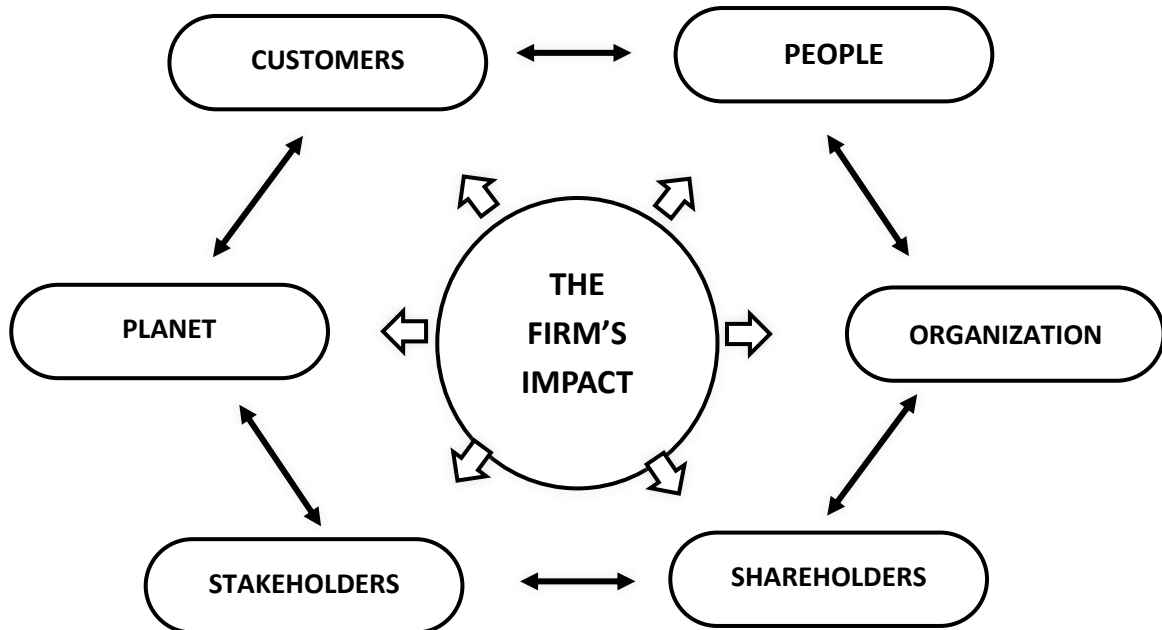 CUSTOMERS
PEOPLE
THE
FIRM’S
IMPACT
PLANET
ORGANIZATION
STAKEHOLDERS
SHAREHOLDERS